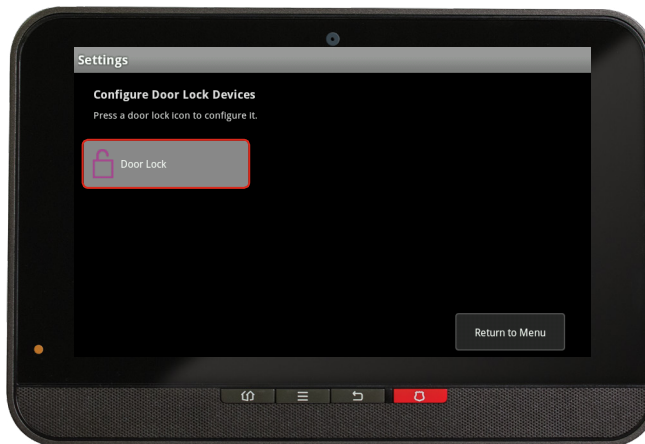 Settings
Configure Door Lock Devices
Press a door lock icon to configure it.
Door Lock
Return to Menu